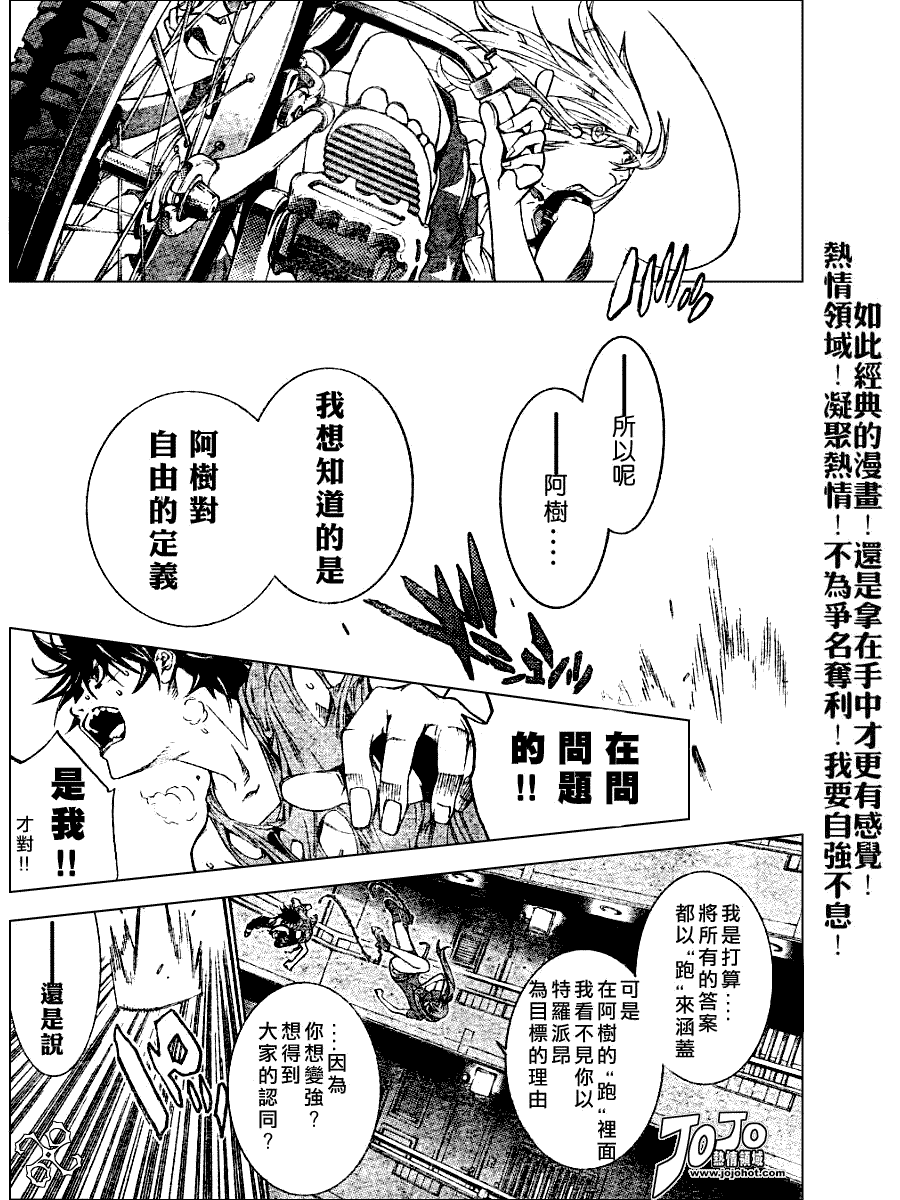 ——所以呢
——阿樹‥‥
我想知道的是
阿樹對
自由的定義
在問
問題
的!!
是我!!
才對!!
我是打算‥‥
將所有的答案
都以〝跑〝來涵蓋
可是
在阿樹的〝跑〝裡面
我看不見你以
特羅派昂
為目標的理由
‥‥因為
你想變強?
想得到
大家的認同?
——還是說
如此經典的漫畫!還是拿在手中才更有感覺!
熱情領域!凝聚熱情!不為爭名奪利!我要自強不息!
JOJO
熱情領域
www.jojohot.com